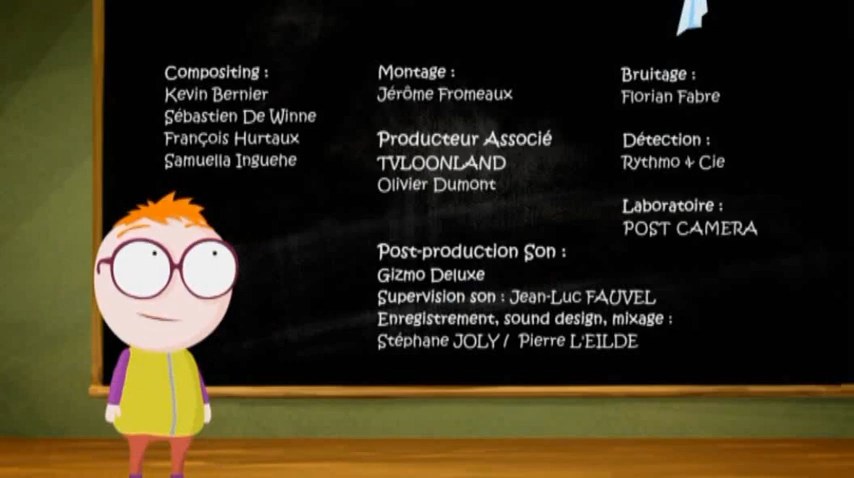 Compositing :
Kevin Bernier
Sébastien De Winne
François Hurtaux
Samuella Inguehe
Montage :
Jérôme Fromeaux
Producteur Associé
TVLOONLAND
Olivier Dumont
Post-production Son :
Gizmo Deluxe
Supervision son : Jean-Luc FAUVEL
Enregistrement, sound design, mixage :
Stéphane JOLY / Pierre L'EILDE
Bruitage :
Florian Fabre
Détection :
Rythmo & Cie
Laboratoire :
POST CAMERA